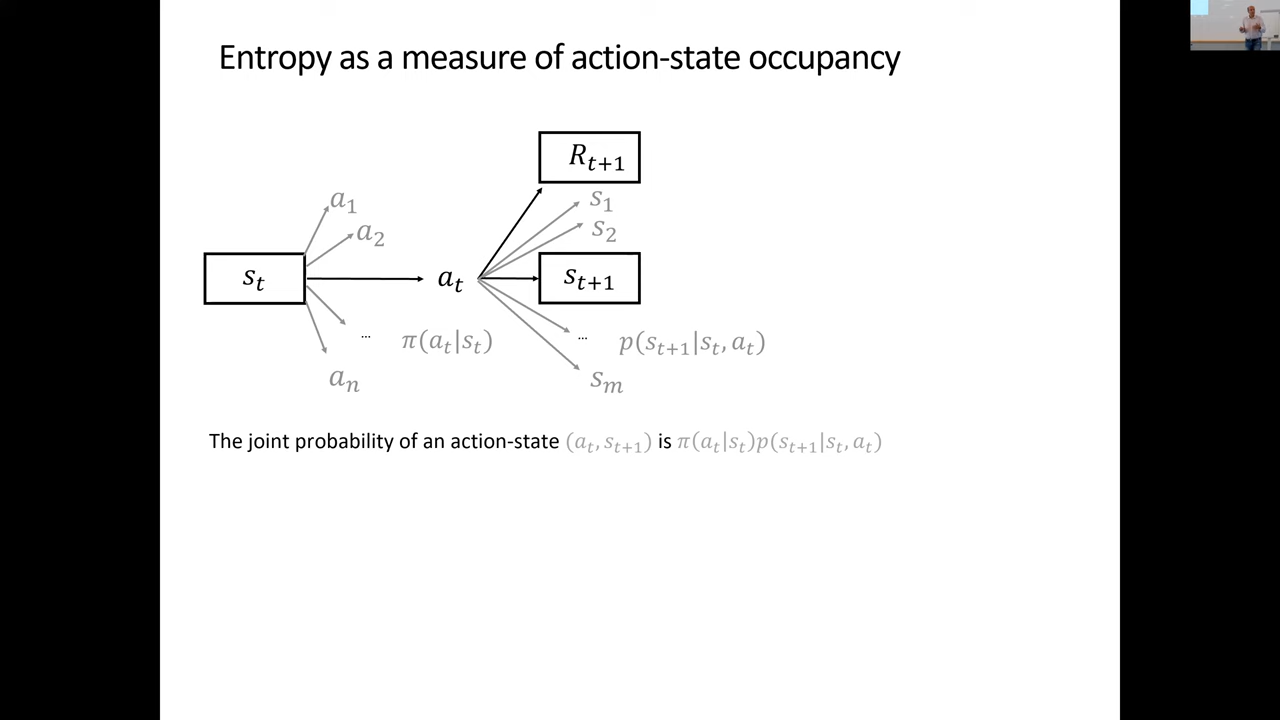 Entropy as a measure of action-state occupancy
R_{t+1}
a_1
s_1
a_2
s_2
s_t
a_t
s_{t+1}
...
π(a_t|s_t)
...
p(s_{t+1}|s_t, a_t)
a_n
s_m
The joint probability of an action-state (a_t, s_{t+1}) is π(a_t|s_t)p(s_{t+1}|s_t, a_t)